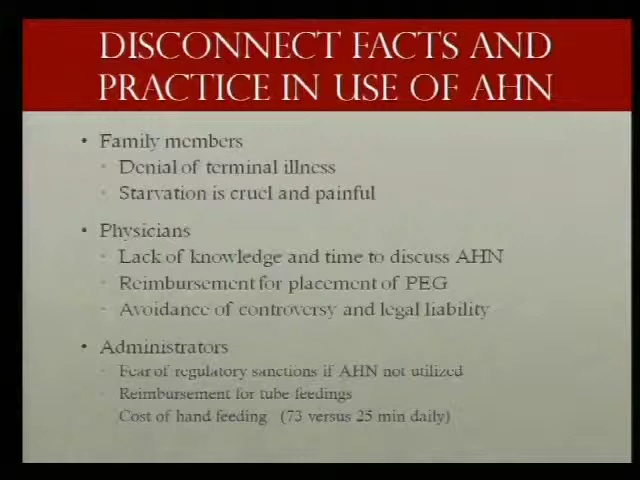 DISCONNECT FACTS AND
PRACTICE IN USE OF AHN
• Family members
◦ Denial of terminal illness
◦ Starvation is cruel and painful
• Physicians
◦ Lack of knowledge and time to discuss AHN
◦ Reimbursement for placement of PEG
◦ Avoidance of controversy and legal liability
• Administrators
◦ Fear of regulatory sanctions if AHN not utilized
◦ Reimbursement for tube feedings
Cost of hand feeding (73 versus 25 min daily)